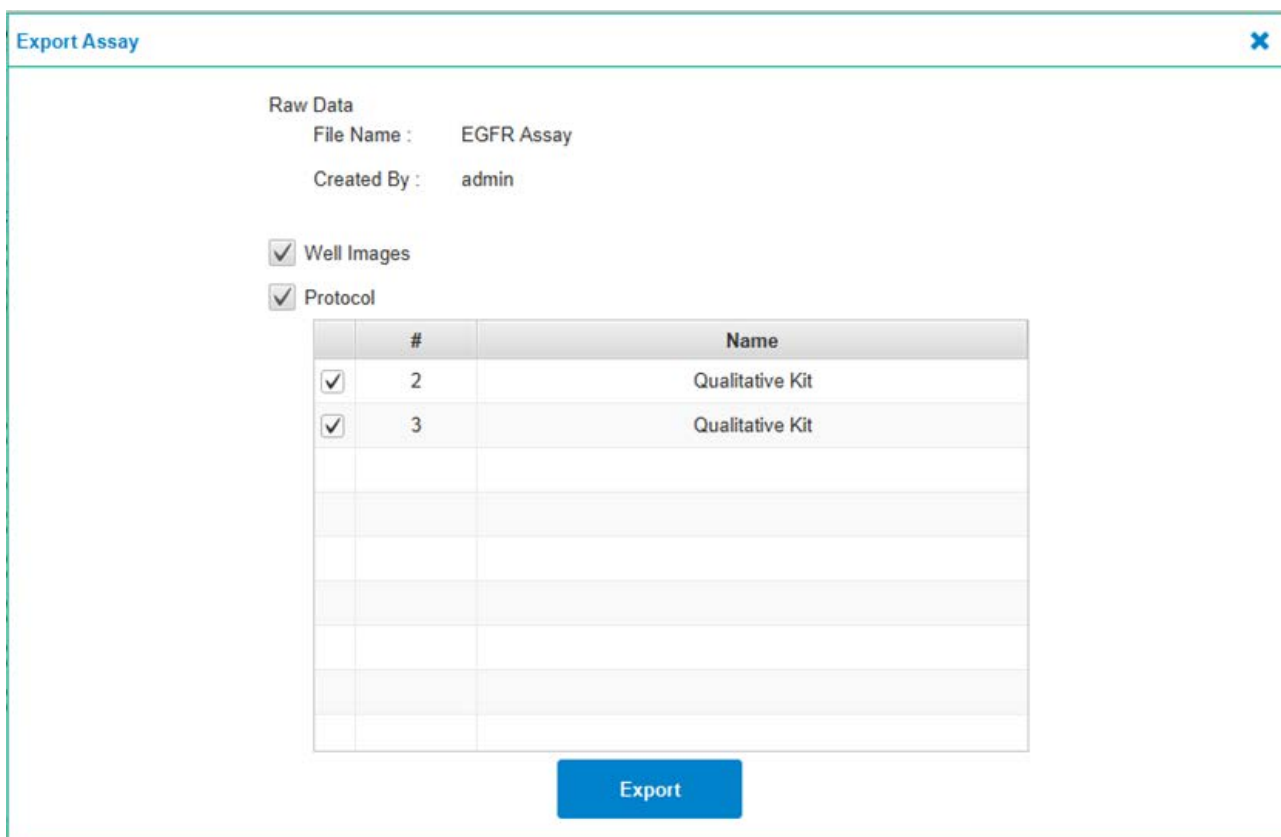 Export Assay
Raw Data
File Name : EGFR Assay
Created By : admin
Well Images
Protocol
# Name
2 Qualitative Kit
3 Qualitative Kit
Export